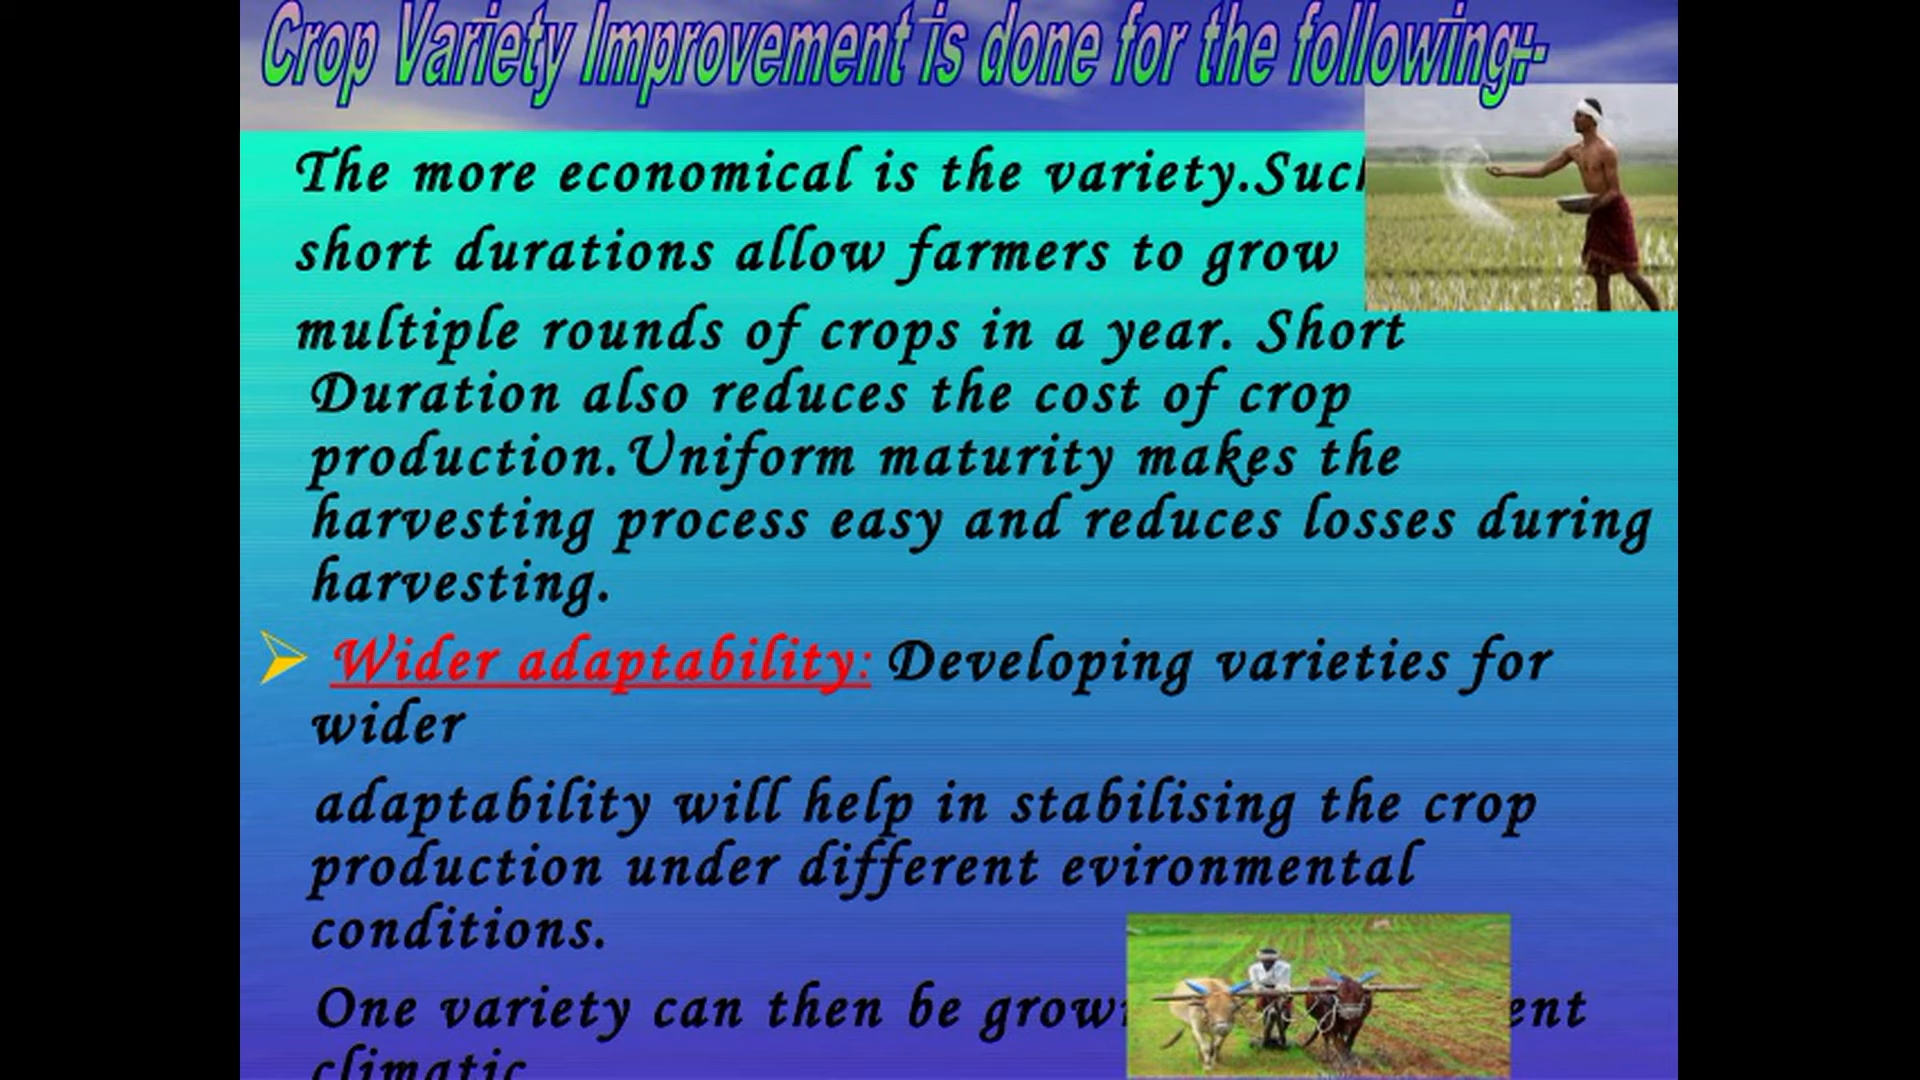 Crop Variety Improvement is done for the following:-
The more economical is the variety.Such
short durations allow farmers to grow
multiple rounds of crops in a year. Short
Duration also reduces the cost of crop
production.Uniform maturity makes the
harvesting process easy and reduces losses during
harvesting.
Wider adaptability: Developing varieties for
wider
adaptability will help in stabilising the crop
production under different evironmental
conditions.
One variety can then be grown
climatic